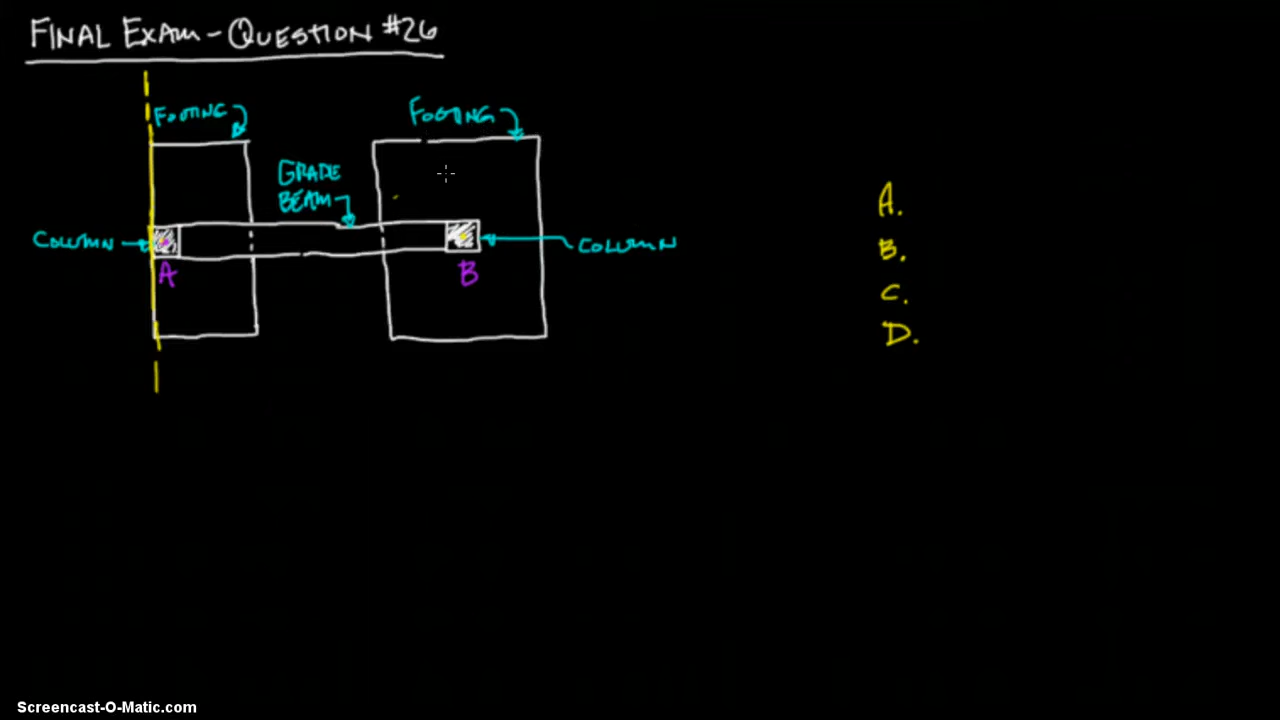 FINAL EXAM - QUESTION #26
FOOTING
FOOTING
GRADE
BEAM
COLUMN
COLUMN
A
B
A.
B.
C.
D.
Screencast-O-Matic.com